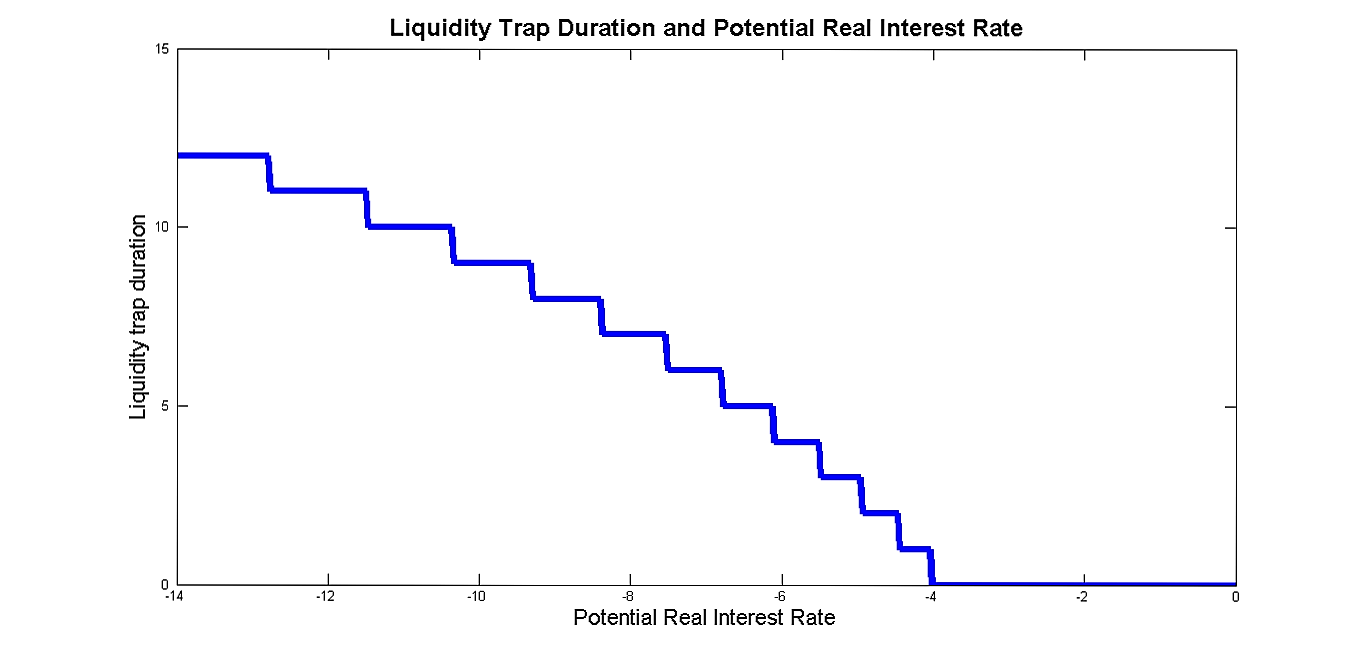 Liquidity Trap Duration and Potential Real Interest Rate
15
10
5
0
Liquidity trap duration
-14 -12 -10 -8 -6 -4 -2 0
Potential Real Interest Rate